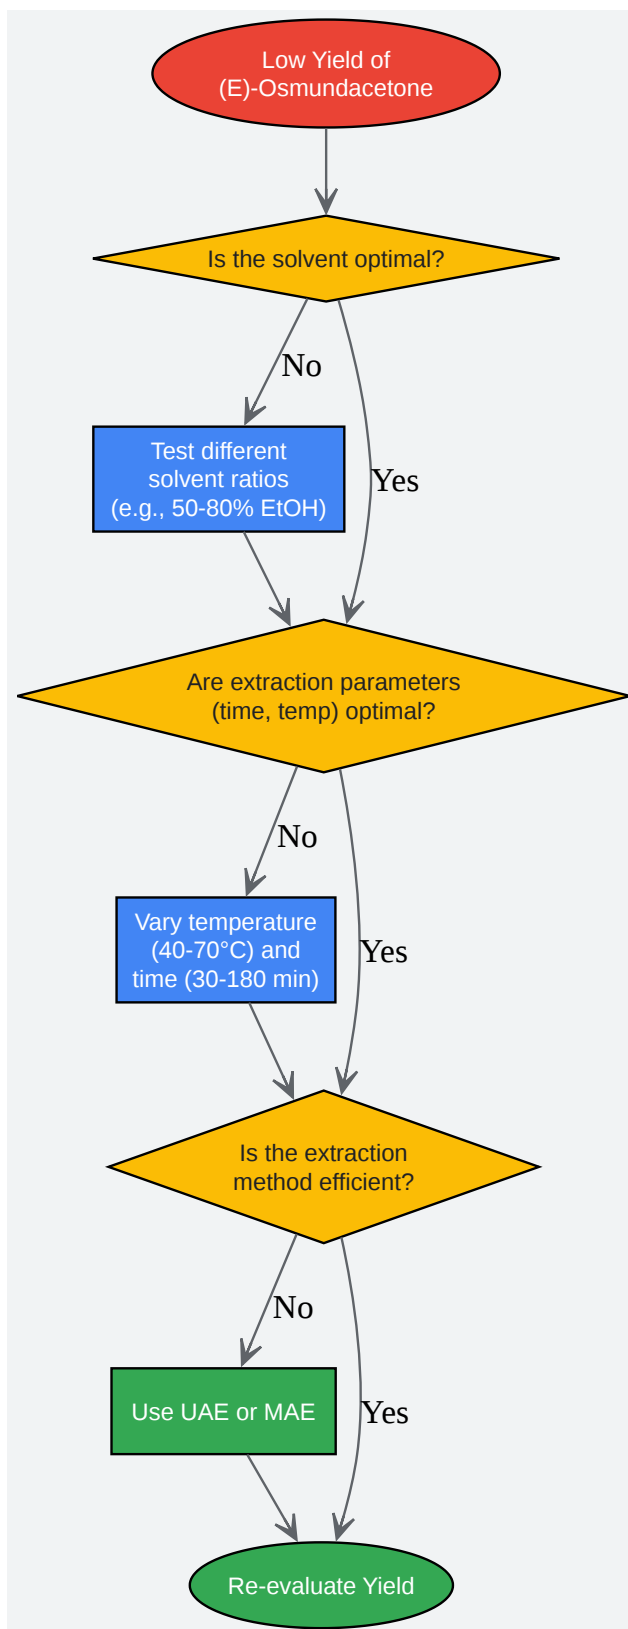 Low Yield of
(E)-Osmundacetone
Is the solvent optimal?
No
Test different
solvent ratios
(e.g., 50-80% EtOH)
Yes
Are extraction parameters
(time, temp) optimal?
No
Vary temperature
(40-70°C) and
time (30-180 min)
Yes
Is the extraction
method efficient?
No
Use UAE or MAE
Yes
Re-evaluate Yield